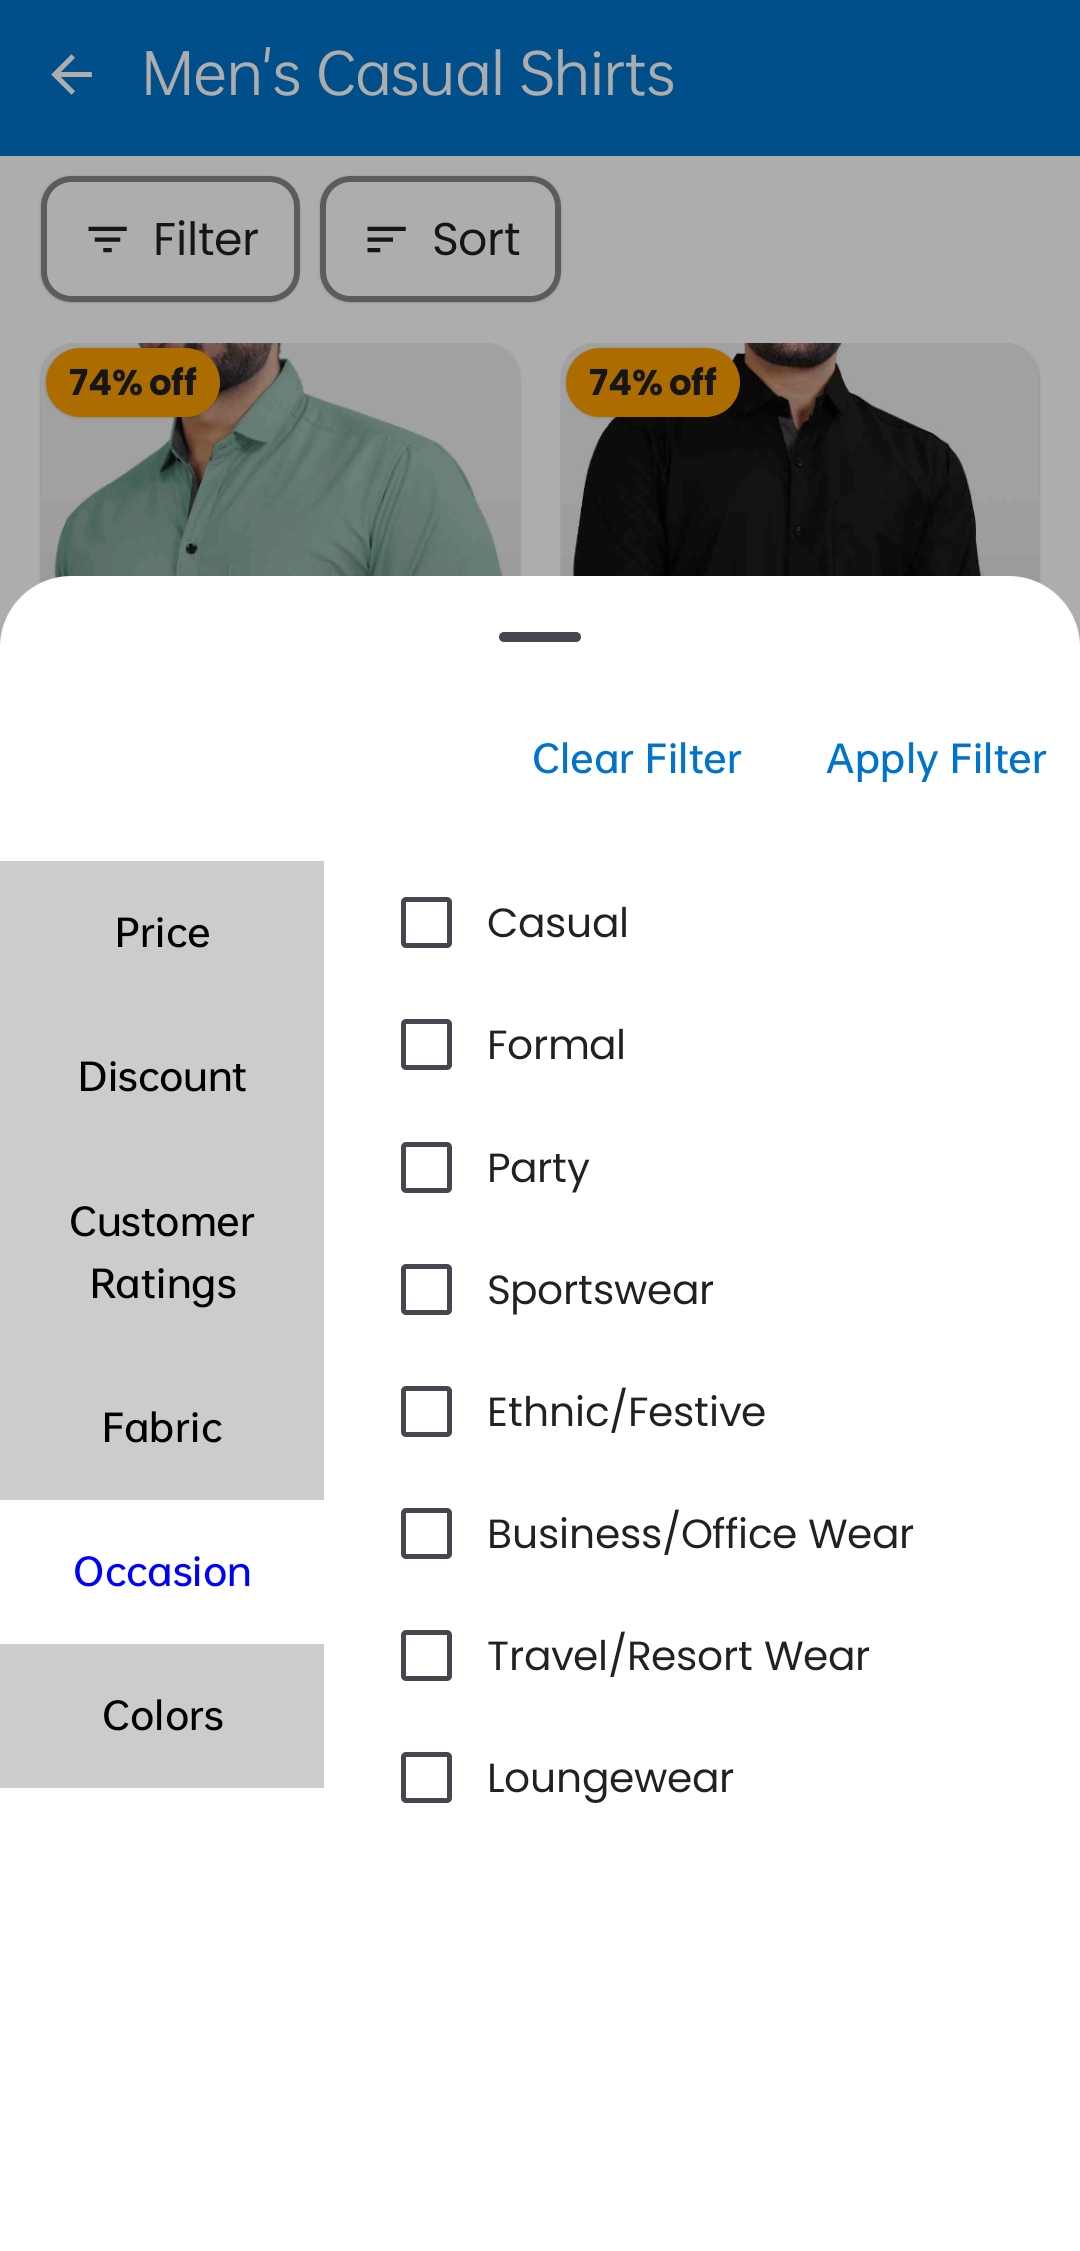 Men's Casual Shirts
Filter
Sort
74% off
74% off
Clear Filter
Apply Filter
Price
Discount
Customer
Ratings
Fabric
Occasion
Colors
Casual
Formal
Party
Sportswear
Ethnic/Festive
Business/Office Wear
Travel/Resort Wear
Loungewear